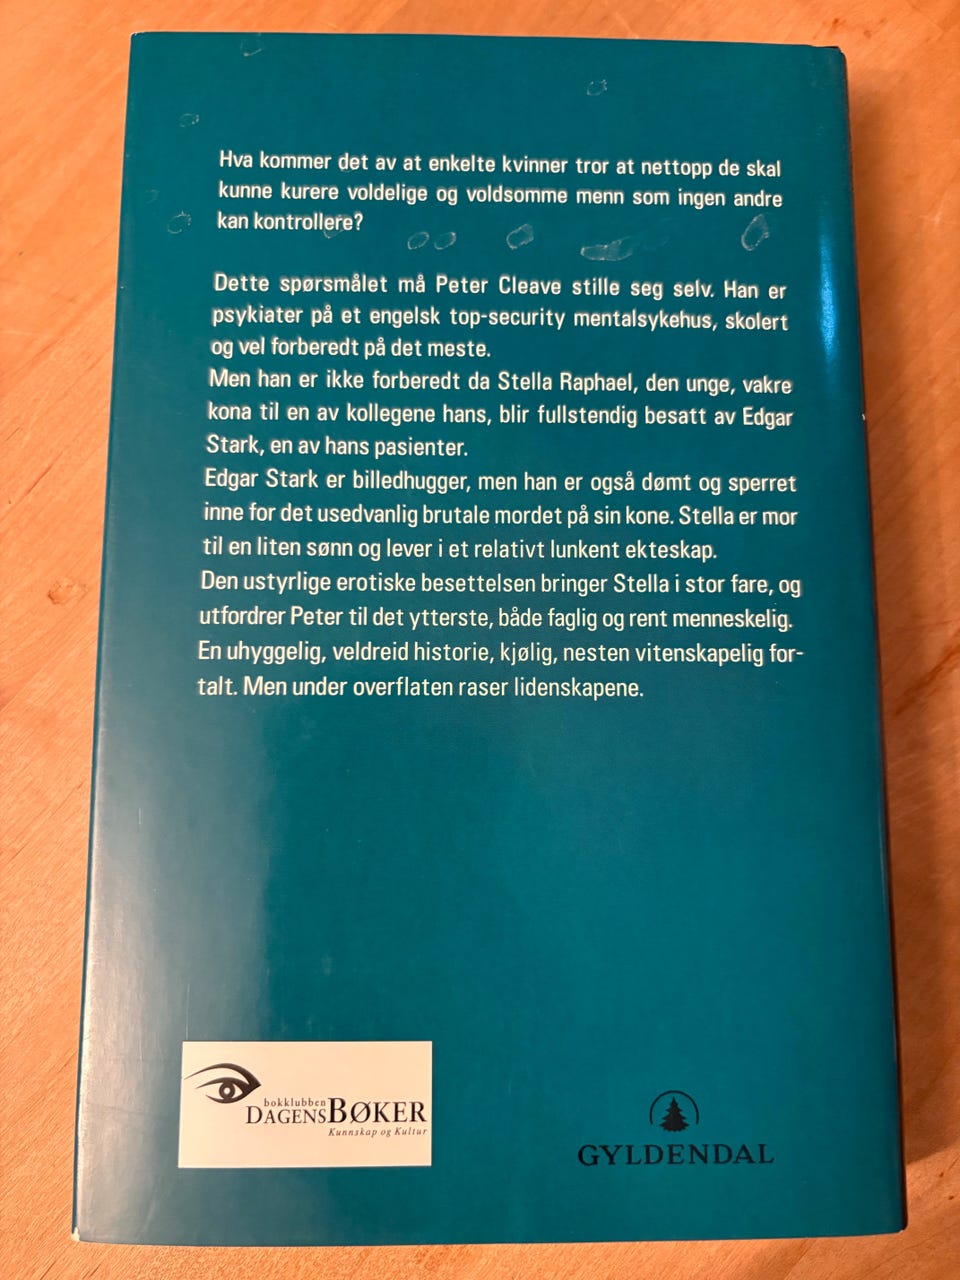 Hva kommer det av at enkelte kvinner tror at nettopp de skal
kunne kurere voldelige og voldsomme menn som ingen andre
kan kontrollere?
Dette spørsmålet må Peter Cleave stille seg selv. Han er
psykiater på et engelsk top-security mentalsykehus, skolert
og vel forberedt på det meste.
Men han er ikke forberedt da Stella Raphael, den unge, vakre
kona til en av kollegene hans, blir fullstendig besatt av Edgar
Stark, en av hans pasienter.
Edgar Stark er billedhugger, men han er også dømt og sperret
inne for det usedvanlig brutale mordet på sin kone. Stella er mor
til en liten sønn og lever i et relativt lunkent ekteskap.
Den ustyrlige erotiske besettelsen bringer Stella i stor fare, og
utfordrer Peter til det ytterste, både faglig og rent menneskelig.
En uhyggelig, veldreid historie, kjølig, nesten vitenskapelig for-
talt. Men under overflaten raser lidenskapene.
bokklubben
DAGENSBØKER
Kunnskap og Kultur
GYLDENDAL